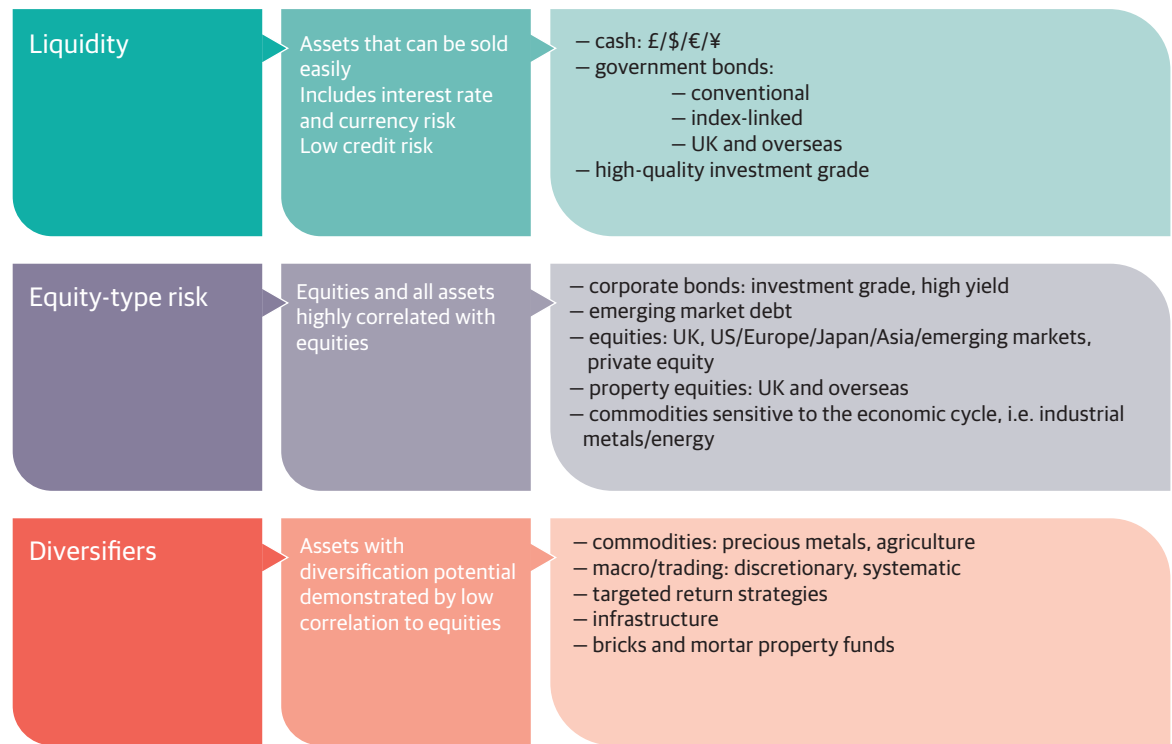 Liquidity
Assets that can be sold
easily
Includes interest rate
and currency risk
Low credit risk
— cash: £/$/€/¥
— government bonds:
— conventional
— index-linked
— UK and overseas
— high-quality investment grade
Equity-type risk
Equities and all assets
highly correlated with
equities
— corporate bonds: investment grade, high yield
— emerging market debt
— equities: UK, US/Europe/Japan/Asia/emerging markets,
private equity
— property equities: UK and overseas
— commodities sensitive to the economic cycle, i.e. industrial
metals/energy
Diversifiers
Assets with
diversification potential
demonstrated by low
correlation to equities
— commodities: precious metals, agriculture
— macro/trading: discretionary, systematic
— targeted return strategies
— infrastructure
— bricks and mortar property funds